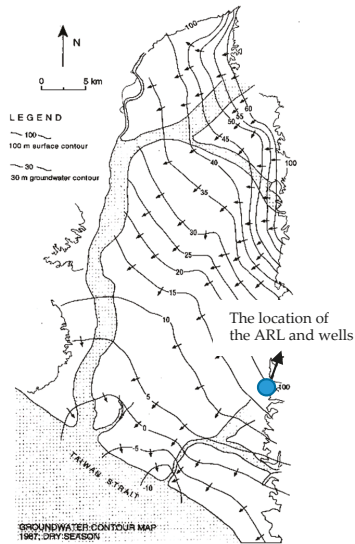 100
N
0 5 km
LEGEND
100
100 m surface contour
30
30 m groundwater contour
60
55
50
45
100
40
35
30
25
20
15
10
The location of
the ARL and wells
100
5
0
-5
-10
TAIWAN STRAIT
GROUNDWATER CONTOUR MAP
1987; DRY SEASON